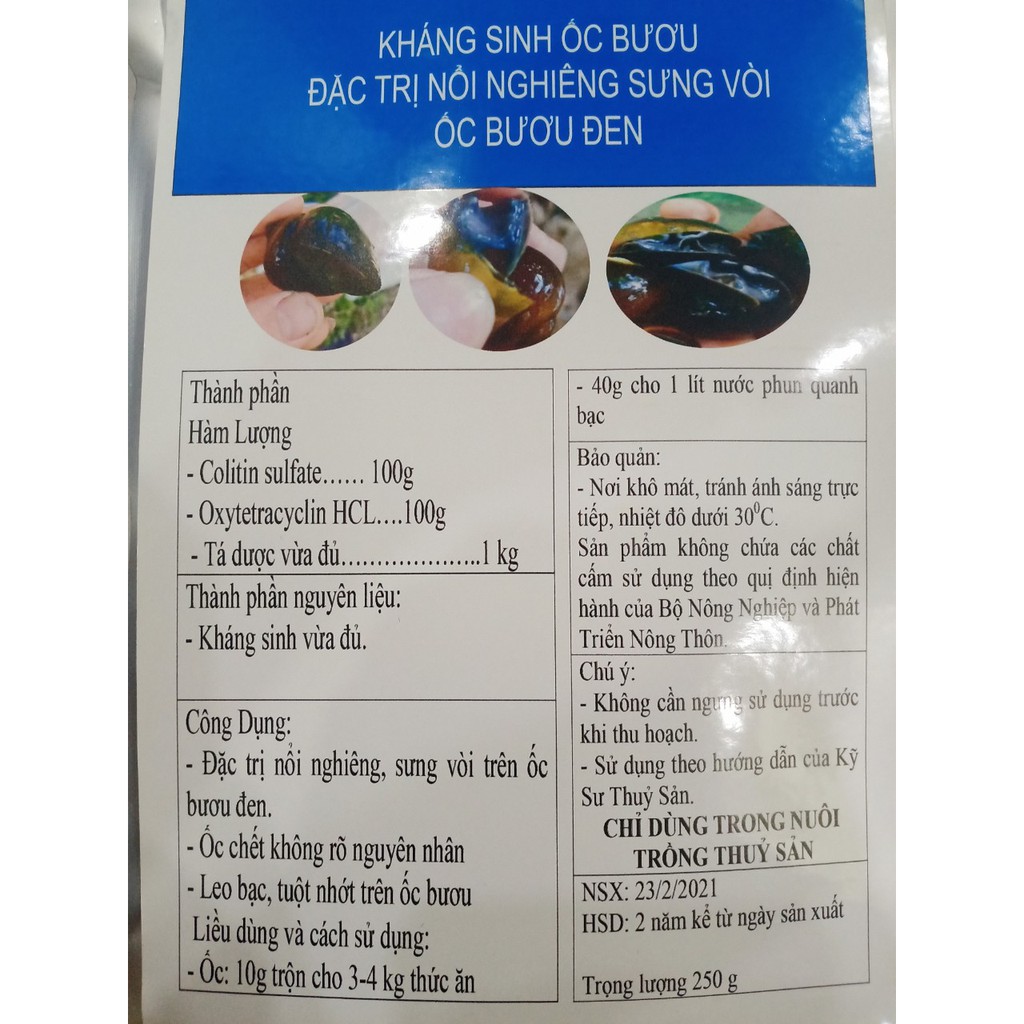 KHÁNG SINH ỐC BƯƠU
ĐẶC TRỊ NỔI NGHIÊNG SƯNG VÒI
ỐC BƯƠU ĐEN
Thành phần
Hàm Lượng
- Colitin sulfate...... 100g
- Oxytetracyclin HCL....100g
- Tá dược vừa đủ.......................1 kg
Thành phần nguyên liệu:
- Kháng sinh vừa đủ.
Công Dụng:
- Đặc trị nổi nghiêng, sưng vòi trên ốc
bươu đen.
- Ốc chết không rõ nguyên nhân
- Leo bạc, tuột nhớt trên ốc bươu
Liều dùng và cách sử dụng:
- Ốc: 10g trộn cho 3-4 kg thức ăn
- 40g cho 1 lít nước phun quanh
bạc
Bảo quản:
- Nơi khô mát, tránh ánh sáng trực
tiếp, nhiệt đô dưới 30⁰C.
Sản phẩm không chứa các chất
cấm sử dụng theo quị định hiện
hành của Bộ Nông Nghiệp và Phát
Triển Nông Thôn.
Chú ý:
- Không cần ngưng sử dụng trước
khi thu hoạch.
- Sử dụng theo hướng dẫn của Kỹ
Sư Thuỷ Sản.
CHỈ DÙNG TRONG NUÔI
TRỒNG THUỶ SẢN
NSX: 23/2/2021
HSD: 2 năm kể từ ngày sản xuất
Trọng lượng 250 g